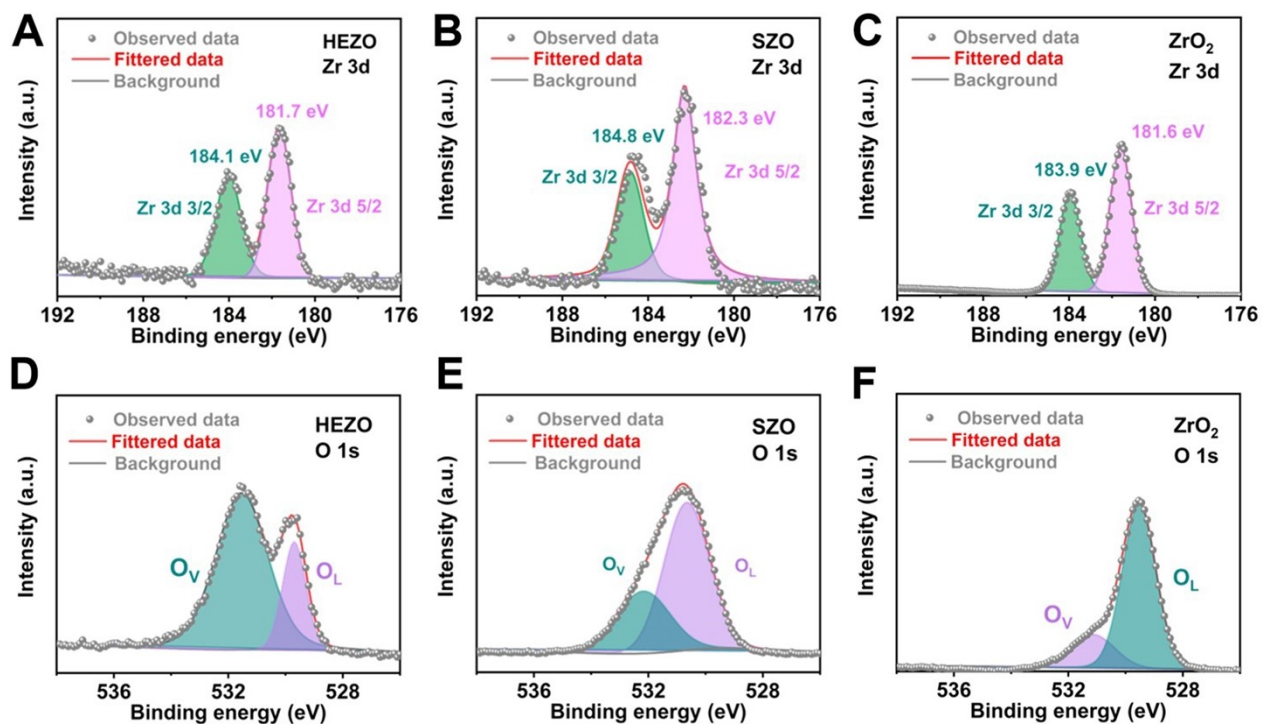 A
Observed data
Fittered data
Background
HEZO
Zr 3d
181.7 eV
184.1 eV
Zr 3d 3/2
Zr 3d 5/2
Intensity (a.u.)
192 188 184 180 176
Binding energy (eV)
B
Observed data
Fittered data
Background
SZO
Zr 3d
184.8 eV
182.3 eV
Zr 3d 3/2
Zr 3d 5/2
Intensity (a.u.)
192 188 184 180 176
Binding energy (eV)
C
Observed data
Fittered data
Background
ZrO2
Zr 3d
181.6 eV
183.9 eV
Zr 3d 3/2
Zr 3d 5/2
Intensity (a.u.)
192 188 184 180 176
Binding energy (eV)
D
Observed data
Fittered data
Background
HEZO
O 1s
OV
OL
Intensity (a.u.)
536 532 528
Binding energy (eV)
E
Observed data
Fittered data
Background
SZO
O 1s
OV
OL
Intensity (a.u.)
536 532 528
Binding energy (eV)
F
Observed data
Fittered data
Background
ZrO2
O 1s
OV
OL
Intensity (a.u.)
536 532 528
Binding energy (eV)